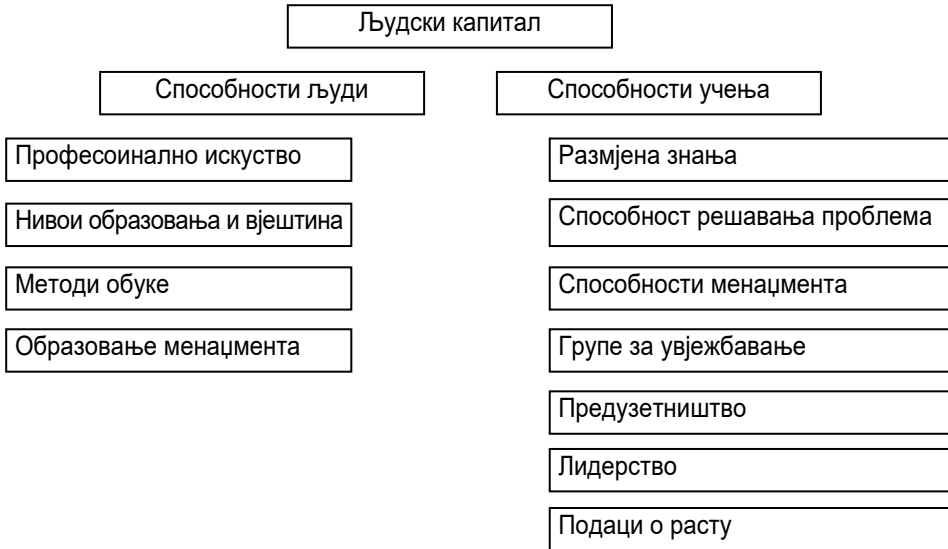 Људски капитал
Способности људи
Способности учења
Професоинално искуство
Нивои образовања и вјештина
Методи обуке
Образовање менаџмента
Размјена знања
Способност решавања проблема
Способности менаџмента
Групе за увјежбавање
Предузетништво
Лидерство
Подаци о расту